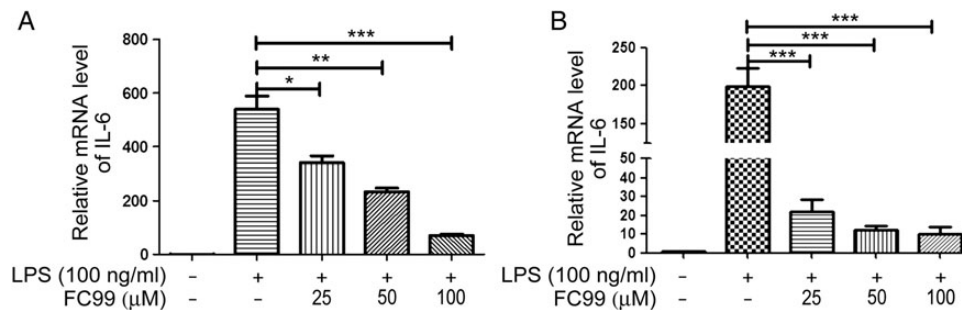 A
Relative mRNA level
of IL-6
800
600
400
200
0
***
**
*
LPS (100 ng/ml) – + + + +
FC99 (μM) – – 25 50 100
B
Relative mRNA level
of IL-6
250
200
150
100
50
40
30
20
10
0
***
***
***
LPS (100 ng/ml) – + + + +
FC99 (μM) – – 25 50 100